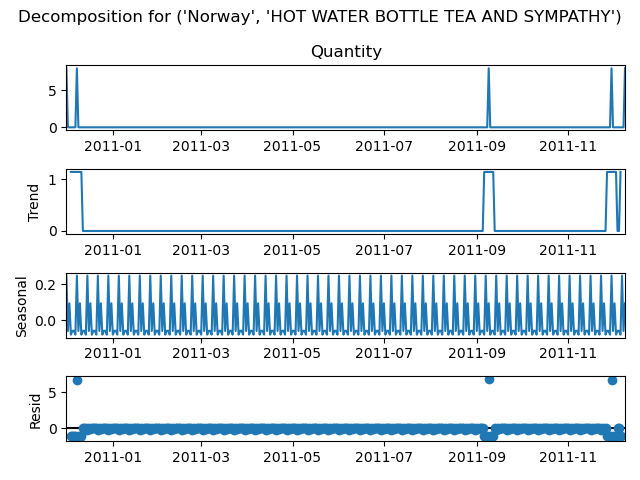 Decomposition for ('Norway', 'HOT WATER BOTTLE TEA AND SYMPATHY')
Quantity
5
0
2011-01 2011-03 2011-05 2011-07 2011-09 2011-11
Trend
1
0
2011-01 2011-03 2011-05 2011-07 2011-09 2011-11
Seasonal
0.2
0.0
2011-01 2011-03 2011-05 2011-07 2011-09 2011-11
Resid
5
0
2011-01 2011-03 2011-05 2011-07 2011-09 2011-11